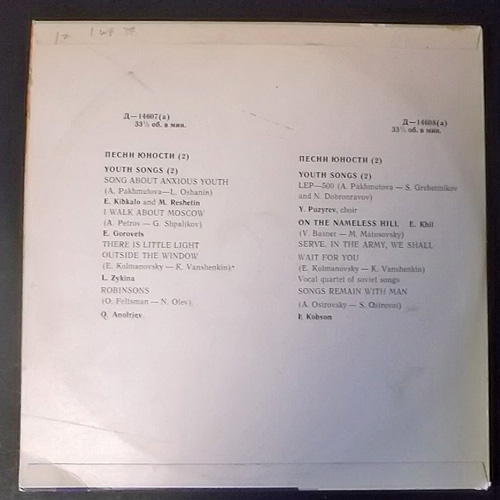 Д—14607(а)
33⅓ об. в мин.
ПЕСНИ ЮНОСТИ (2)
YOUTH SONGS (2)
SONG ABOUT ANXIOUS YOUTH
(A. Pakhmutova—L. Oshanin)
E. Kibkalo and M. Reshetin
I WALK ABOUT MOSCOW
(A. Petrov — G. Shpalikov)
E. Gorovets
THERE IS LITTLE LIGHT
OUTSIDE THE WINDOW
(E. Kolmanovsky — K. Vanshenkin)
L. Zykina
ROBINSONS
(O. Feltsman — N. Olev)
Д—14608(а)
33⅓ об. в мин.
ПЕСНИ ЮНОСТИ (2)
YOUTH SONGS (2)
LEP—500 (A. Pakhmutova — S. Grebennikov
and N. Dobronravov)
Y. Puzyrev, choir
ON THE NAMELESS HILL E. Khil
(V. Basner — M. Matusovsky)
SERVE, IN THE ARMY, WE SHALL
WAIT FOR YOU
(E. Kolmanovsky — K. Vanshenkin)
Vocal quartet of soviet songs
SONGS REMAIN WITH MAN
(A. Ostrovsky — S. Ostrovoi)
Kobson